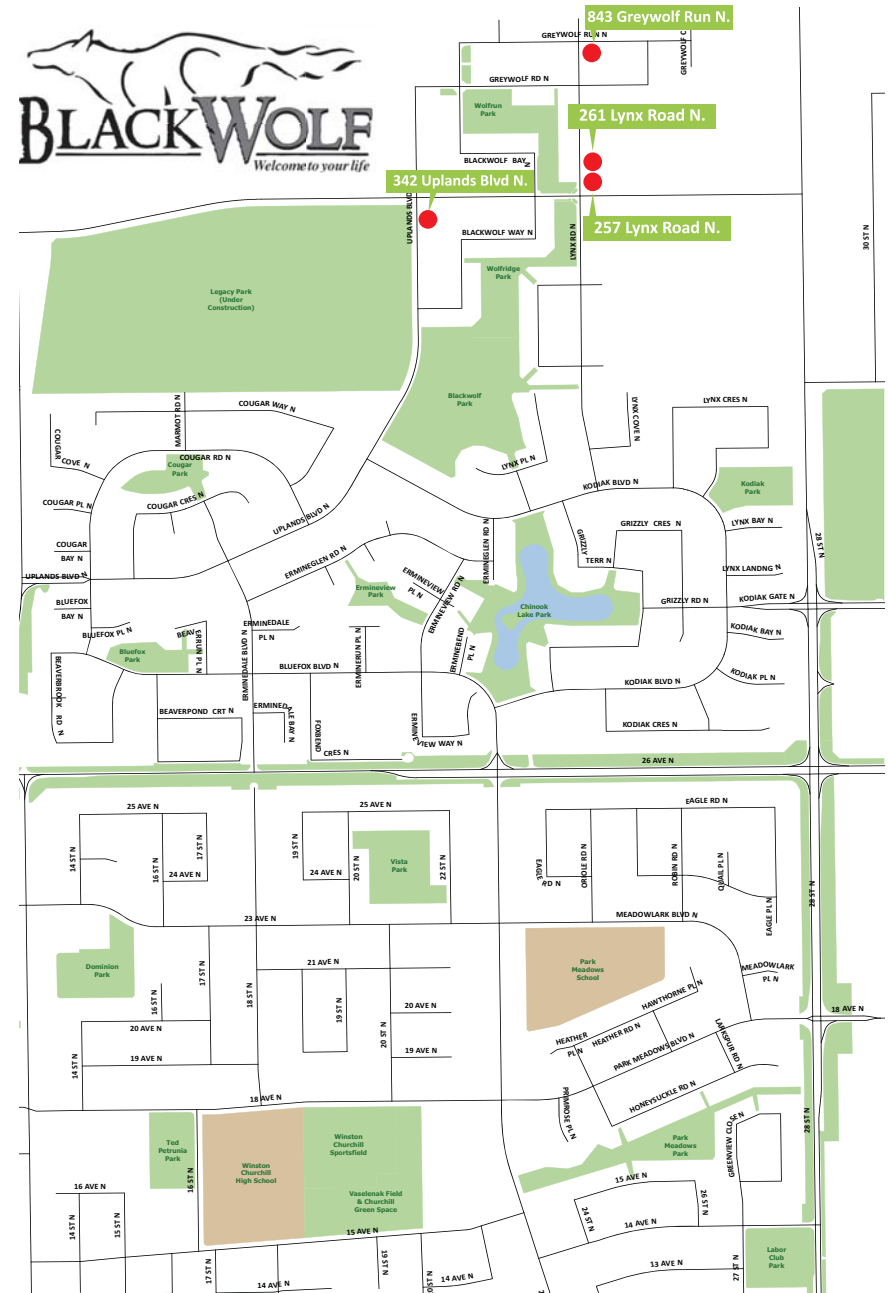 BLACKWOLF
Welcome to your life
843 Greywolf Run N.
GREYWOLF RUN N
GREYWOLF C
GREYWOLF RD N
Wolfrun
Park
261 Lynx Road N.
BLACKWOLF BAY
N
342 Uplands Blvd N.
UPLANDS BLVD
BLACKWOLF WAY N
LYNX RD N
257 Lynx Road N.
30 ST N
Wolfridge
Park
Legacy Park
(Under
Construction)
Blackwolf
Park
MARMOT RD N
COUGAR WAY N
LYNX COVE N
LYNX CRES N
COUGAR
COVE N
COUGAR RD N
Cougar
Park
LYNX PL N
KODIAK BLVD N
Kodiak
Park
COUGAR PL N
COUGAR CRES N
UPLANDS BLVD N
ERMINEGLEN RD N
GRIZZLY CRES N
LYNX BAY N
28 ST N
COUGAR
BAY N
ERMINEGLEN RD N
GRIZZLY
TERR N
LYNX LANDNG N
UPLANDS BLVD N
ERMINEVIEW
PL N
Ermineview
Park
ERMINEVIEW RD N
Chinook
Lake Park
GRIZZLY RD N
KODIAK GATE N
BLUEFOX
BAY N
BLUEFOX PL N
BEAV
ERRUN PL N
ERMINEDALE
PL N
ERMINEDALE BLVD N
ERMINERUN PL N
ERMINEBEND
PL N
KODIAK BAY N
Bluefox
Park
BLUEFOX BLVD N
KODIAK PL N
BEAVERBROOK
RD N
KODIAK BLVD N
BEAVERPOND CRT N
ERMINED
ALE BAY N
FOXBEND
CRES N
ERMINE
VIEW WAY N
KODIAK CRES N
26 AVE N
25 AVE N
25 AVE N
EAGLE RD N
14 ST N
16 ST N
17 ST N
24 AVE N
19 ST N
24 AVE N
20 ST N
Vista
Park
22 ST N
EAGLE
RD N
ORIOLE RD N
ROBIN RD N
QUAIL PL N
EAGLE PL N
28 ST N
23 AVE N
MEADOWLARK BLVD N
Dominion
Park
17 ST N
18 ST N
21 AVE N
Park
Meadows
School
MEADOWLARK
PL N
16 ST N
19 ST N
20 ST N
20 AVE N
HAWTHORNE PL N
18 AVE N
20 AVE N
HEATHER
PL N
HEATHER RD N
PARK MEADOWS BLVD N
LARKSPUR RD N
14 ST N
19 AVE N
19 AVE N
18 AVE N
PRIMROSE PL N
HONEYSUCKLE RD N
28 ST N
Ted
Petrunia
Park
Winston
Churchill
Sportsfield
Park
Meadows
Park
GREENVIEW CLOSE N
Winston
Churchill
High School
16 ST N
Vaselenak Field
& Churchill
Green Space
16 AVE N
15 AVE N
26 ST N
14 ST N
15 ST N
15 AVE N
24 ST N
14 AVE N
17 ST N
19 ST N
Labor
Club
Park
14 AVE N
0 ST N
14 AVE N
13 AVE N
27 ST N